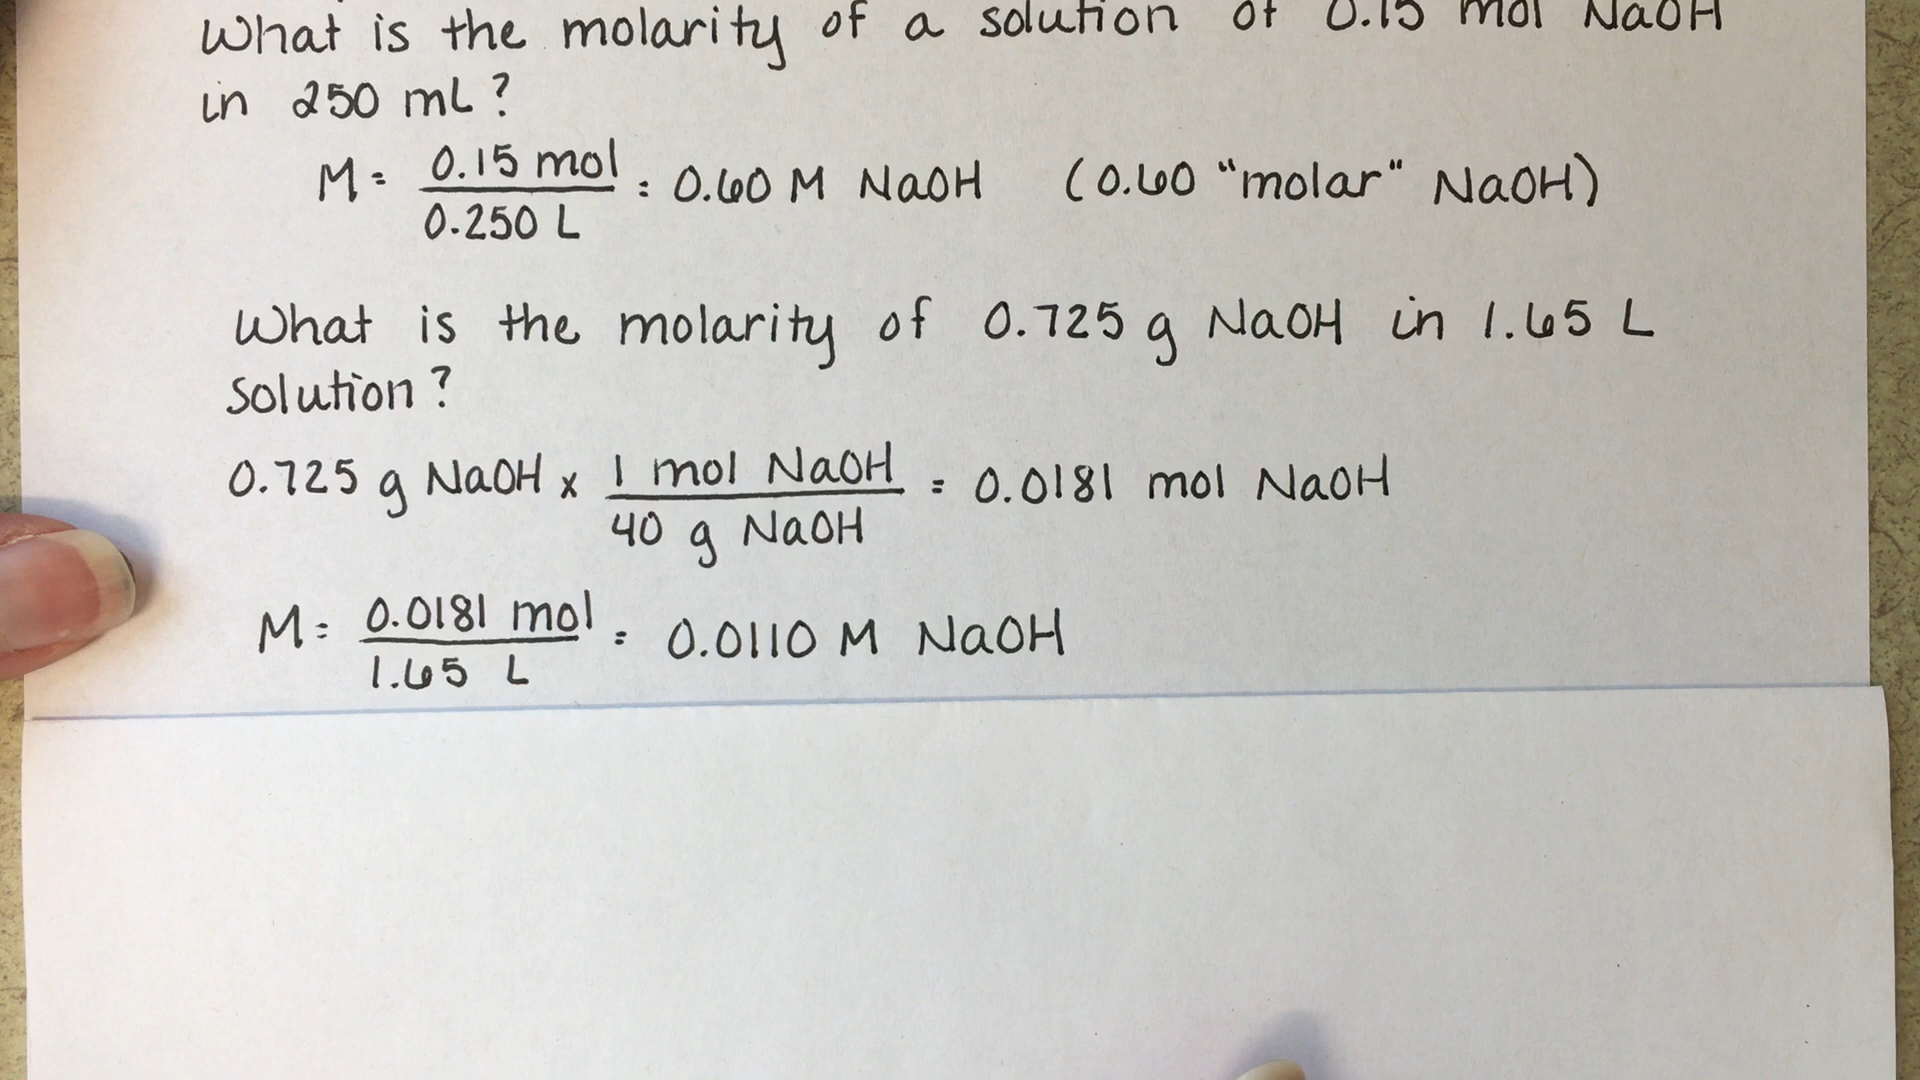 What is the molarity of a solution of 0.15 mol NaOH
in 250 mL?
M = 0.15 mol / 0.250 L = 0.60 M NaOH (0.60 "molar" NaOH)
What is the molarity of 0.725 g NaOH in 1.65 L
solution?
0.725 g NaOH x 1 mol NaOH / 40 g NaOH = 0.0181 mol NaOH
M = 0.0181 mol / 1.65 L = 0.0110 M NaOH